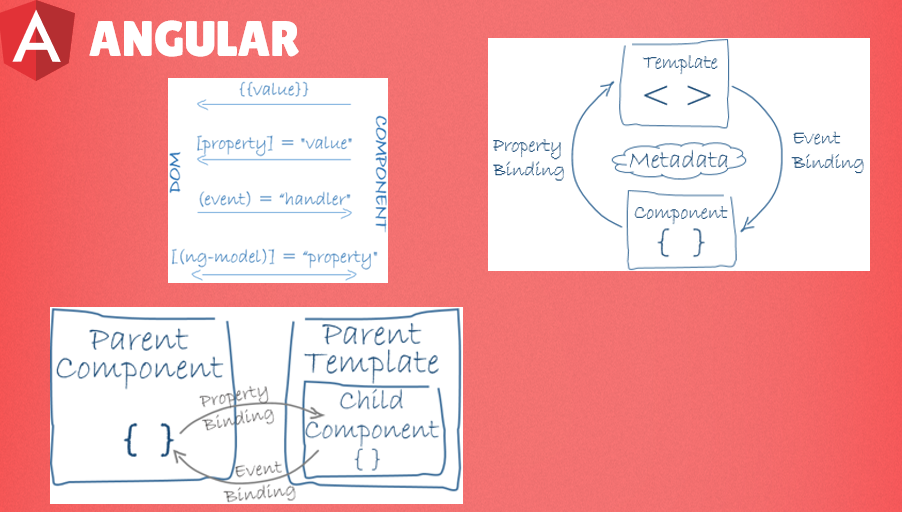 ANGULAR
{{value}}
[property] = "value"
(event) = "handler"
[(ng-model)] = "property"
DOM
COMPONENT
Template
< >
Property
Binding
Metadata
Event
Binding
Component
{ }
Parent
Component
{ }
Property
Binding
Event
Binding
Parent
Template
Child
Component
{ }